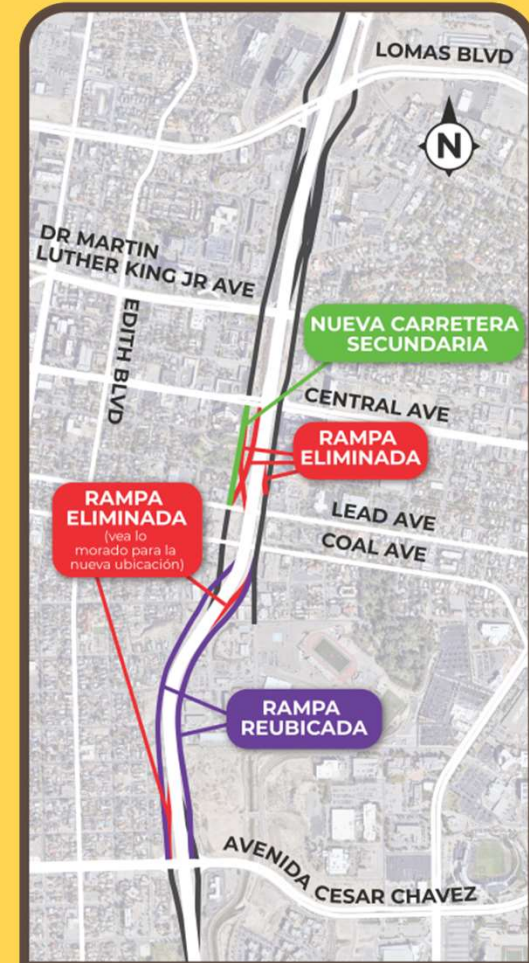 LOMAS BLVD
N
DR MARTIN
LUTHER KING JR AVE
EDITH BLVD
NUEVA CARRETERA
SECUNDARIA
CENTRAL AVE
RAMPA
ELIMINADA
LEAD AVE
COAL AVE
RAMPA
ELIMINADA
(vea lo
morado para la
nueva ubicación)
RAMPA
REUBICADA
AVENIDA CESAR CHAVEZ